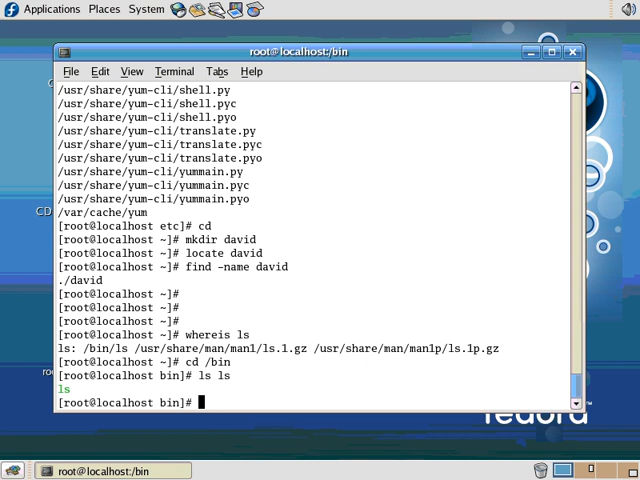 Applications Places System
root@localhost:/bin
File Edit View Terminal Tabs Help
/usr/share/yum-cli/shell.py
/usr/share/yum-cli/shell.pyc
/usr/share/yum-cli/shell.pyo
/usr/share/yum-cli/translate.py
/usr/share/yum-cli/translate.pyc
/usr/share/yum-cli/translate.pyo
/usr/share/yum-cli/yummain.py
/usr/share/yum-cli/yummain.pyc
/usr/share/yum-cli/yummain.pyo
/var/cache/yum
[root@localhost etc]# cd
[root@localhost ~]# mkdir david
[root@localhost ~]# locate david
[root@localhost ~]# find -name david
./david
[root@localhost ~]#
[root@localhost ~]#
[root@localhost ~]#
[root@localhost ~]# whereis ls
ls: /bin/ls /usr/share/man/man1/ls.1.gz /usr/share/man/man1p/ls.1p.gz
[root@localhost ~]# cd /bin
[root@localhost bin]# ls ls
ls
[root@localhost bin]#
root@localhost:/bin